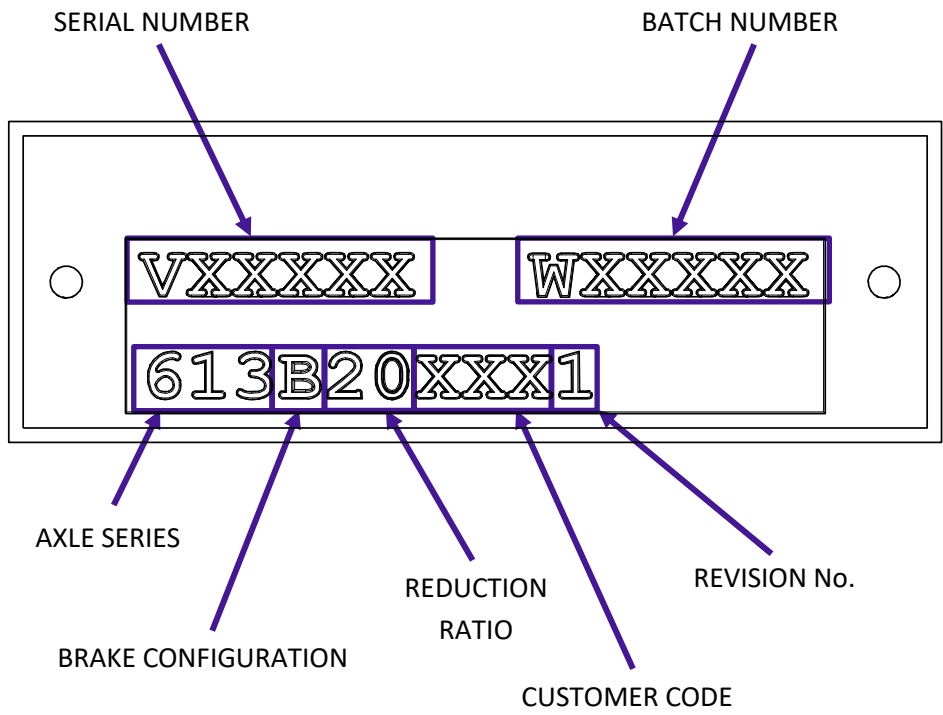 SERIAL NUMBER
BATCH NUMBER
VXXXXX
WXXXXX
613B20XXX1
AXLE SERIES
REVISION No.
REDUCTION
RATIO
BRAKE CONFIGURATION
CUSTOMER CODE